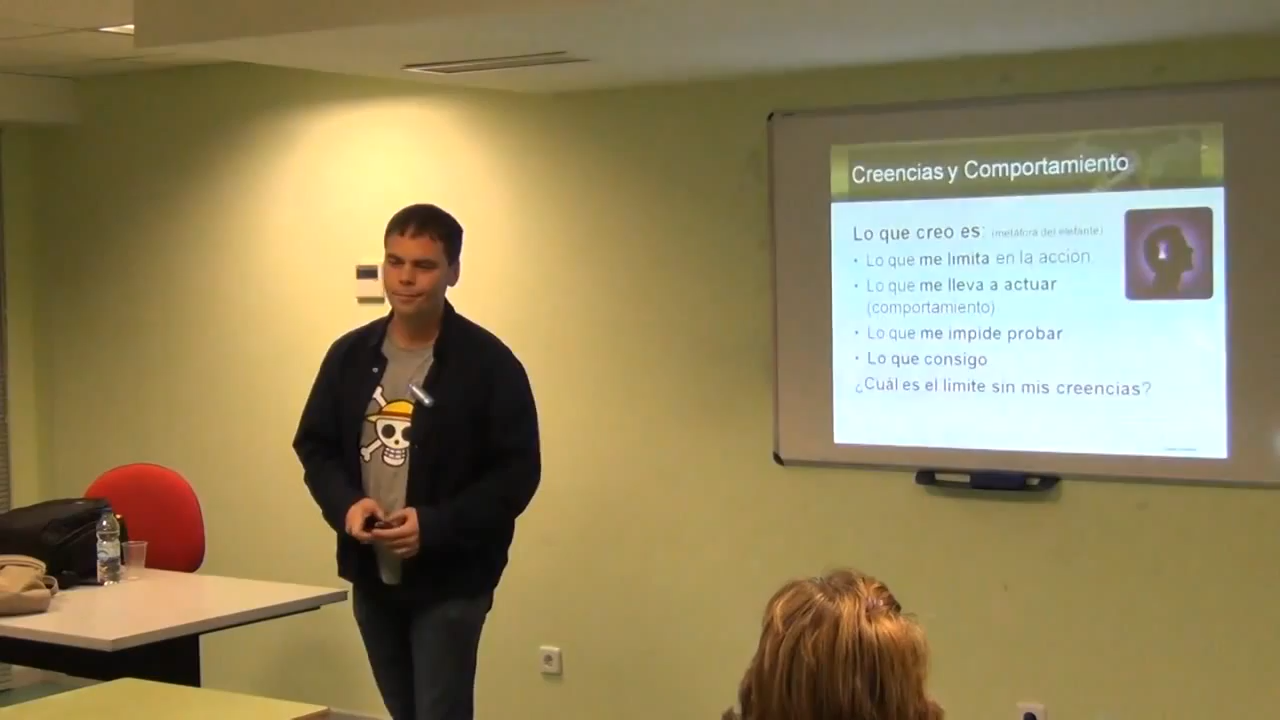 Creencias y Comportamiento
Lo que creo es: (metáfora del elefante)
• Lo que me limita en la acción.
• Lo que me lleva a actuar
(comportamiento)
• Lo que me impide probar
• Lo que consigo
¿Cuál es el límite sin mis creencias?